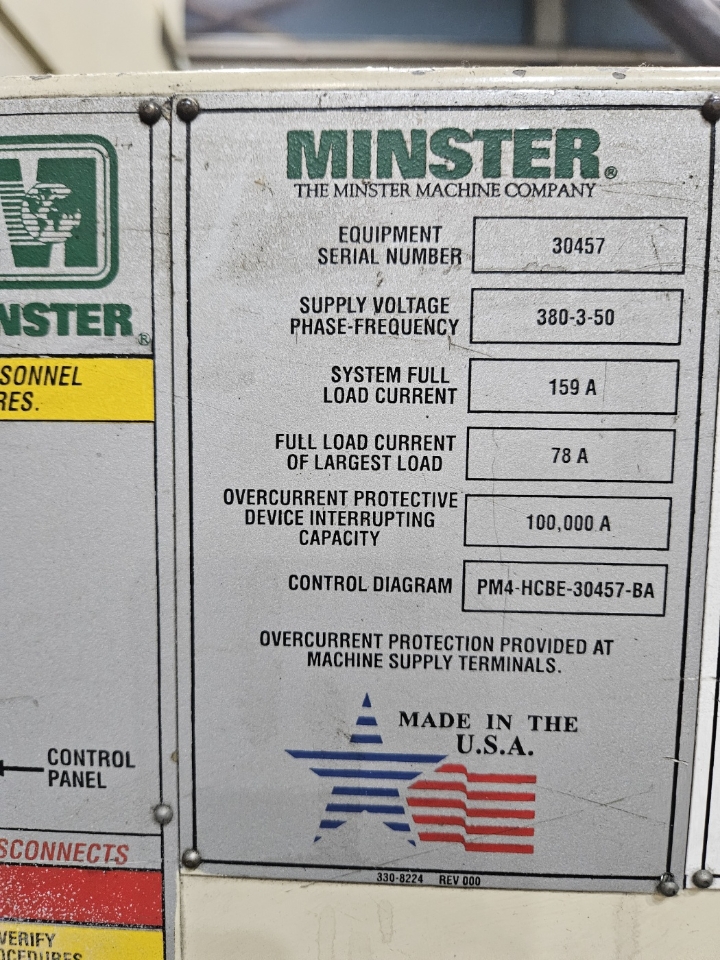 MINSTER®
THE MINSTER MACHINE COMPANY
EQUIPMENT
SERIAL NUMBER
30457
SUPPLY VOLTAGE
PHASE-FREQUENCY
380-3-50
SYSTEM FULL
LOAD CURRENT
159 A
FULL LOAD CURRENT
OF LARGEST LOAD
78 A
OVERCURRENT PROTECTIVE
DEVICE INTERRUPTING
CAPACITY
100,000 A
CONTROL DIAGRAM
PM4-HCBE-30457-BA
OVERCURRENT PROTECTION PROVIDED AT
MACHINE SUPPLY TERMINALS.
MADE IN THE
U.S.A.
330-8224 REV 000
NSTER®
SONNEL
RES.
CONTROL
PANEL
SCONNECTS
VERIFY
OCEDURES